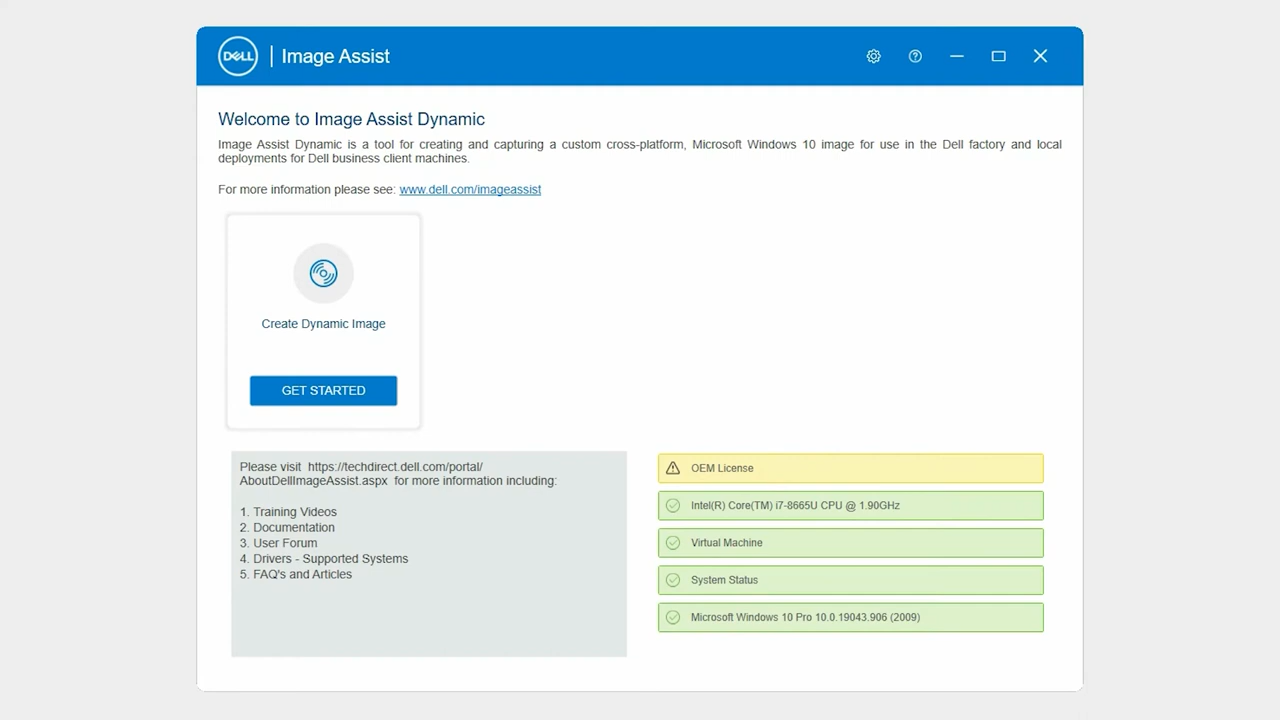 DELL | Image Assist
Welcome to Image Assist Dynamic
Image Assist Dynamic is a tool for creating and capturing a custom cross-platform, Microsoft Windows 10 image for use in the Dell factory and local
deployments for Dell business client machines.
For more information please see: www.dell.com/imageassist
Create Dynamic Image
GET STARTED
Please visit https://techdirect.dell.com/portal/
AboutDellImageAssist.aspx for more information including:
1. Training Videos
2. Documentation
3. User Forum
4. Drivers - Supported Systems
5. FAQ's and Articles
OEM License
Intel(R) Core(TM) i7-8665U CPU @ 1.90GHz
Virtual Machine
System Status
Microsoft Windows 10 Pro 10.0.19043.906 (2009)